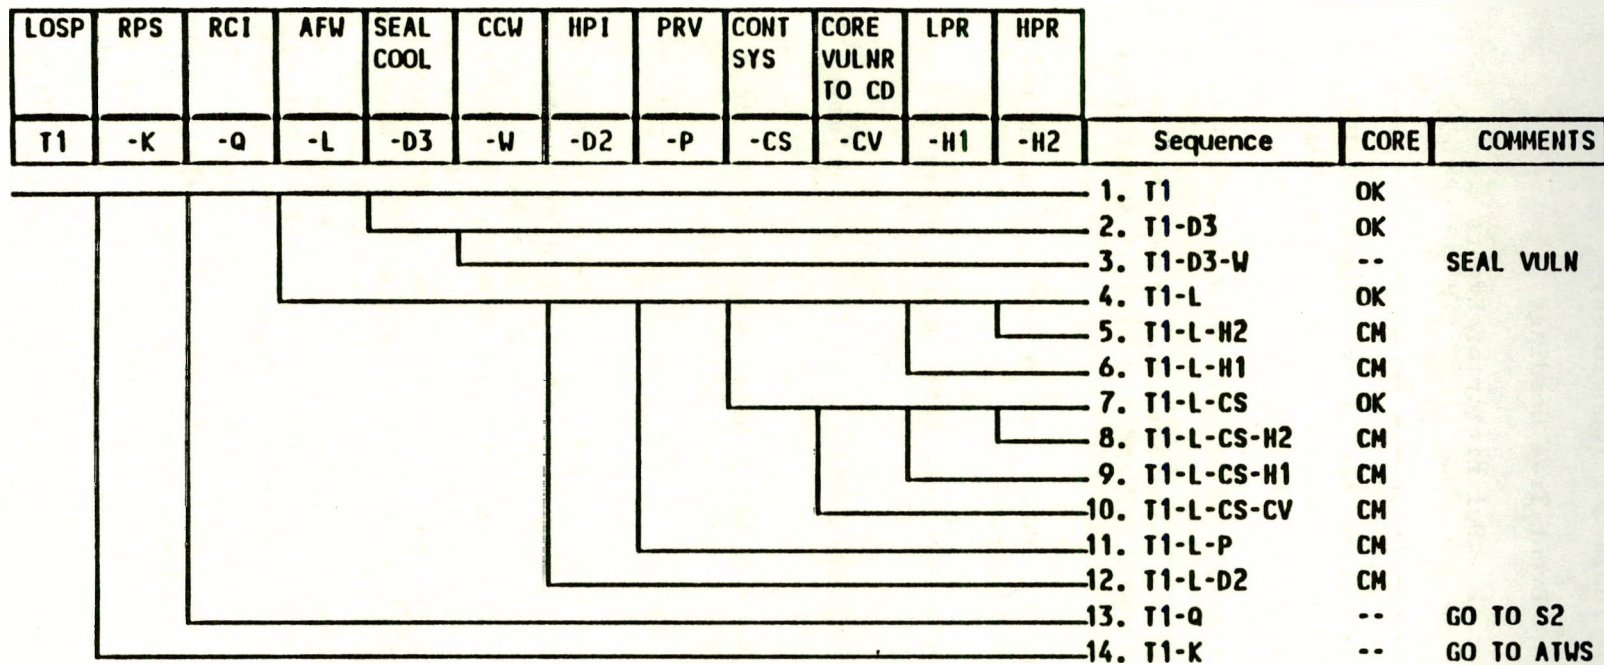 LOSP RPS RCI AFW SEAL COOL CCW HPI PRV CONT SYS CORE VULNR TO CD LPR HPR
T1 -K -Q -L -D3 -W -D2 -P -CS -CV -H1 -H2 Sequence CORE COMMENTS
1. T1 OK
2. T1-D3 OK
3. T1-D3-W -- SEAL VULN
4. T1-L OK
5. T1-L-H2 CM
6. T1-L-H1 CM
7. T1-L-CS OK
8. T1-L-CS-H2 CM
9. T1-L-CS-H1 CM
10. T1-L-CS-CV CM
11. T1-L-P CM
12. T1-L-D2 CM
13. T1-Q -- GO TO S2
14. T1-K -- GO TO ATWS